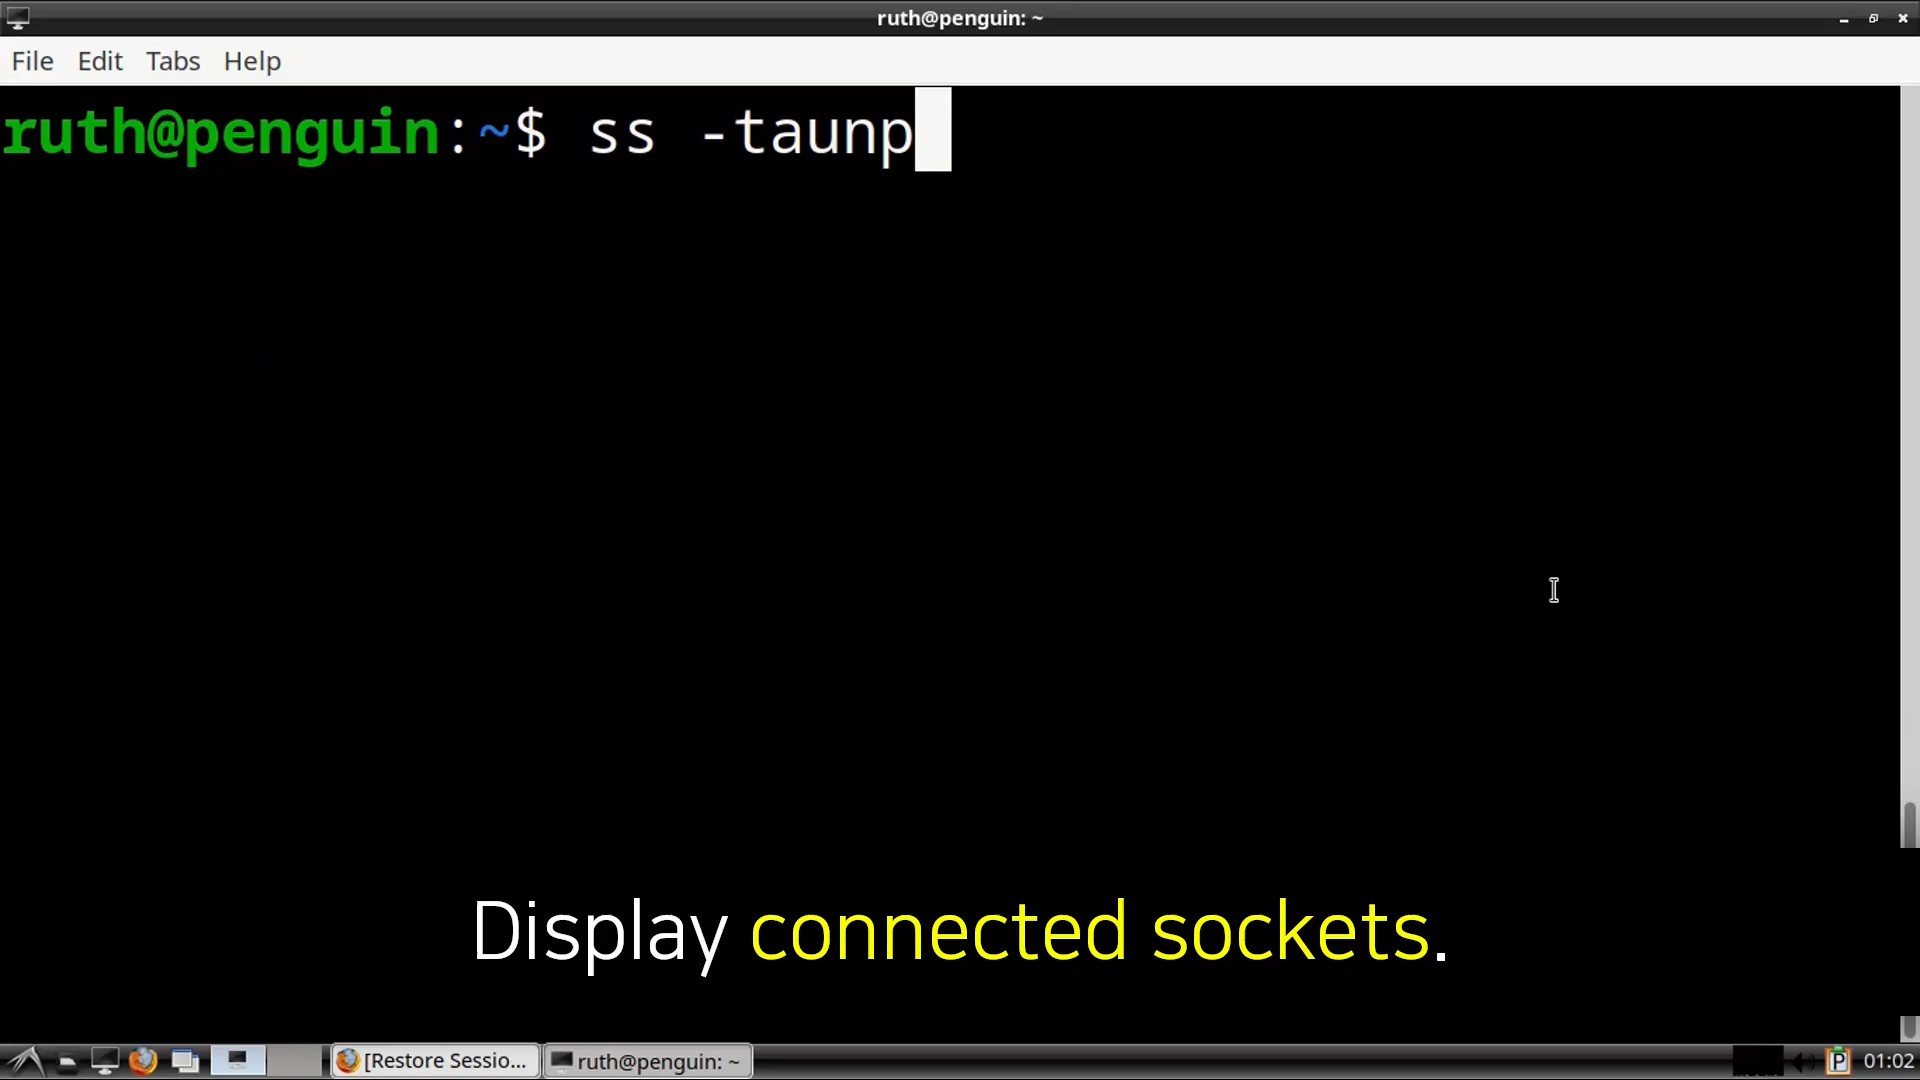 ruth@penguin: ~
File Edit Tabs Help
ruth@penguin:~$ ss -taunp
Display connected sockets.
[Restore Sessio... ruth@penguin: ~ P 01:02